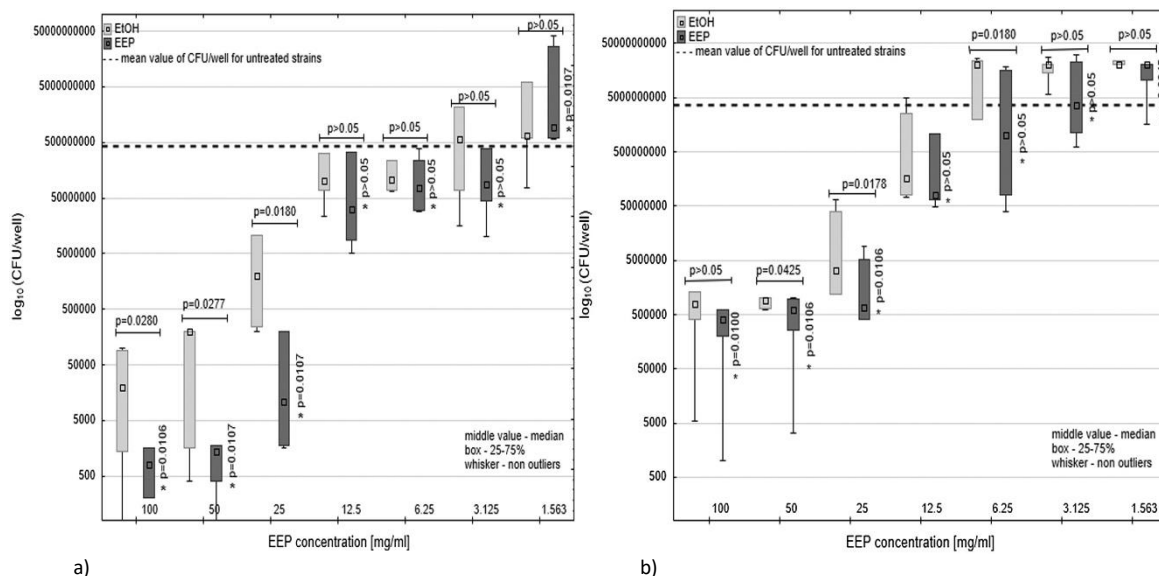 EtOH
EEP
mean value of CFU/well for untreated strains
50000000000
5000000000
500000000
50000000
5000000
500000
50000
5000
500
log10 (CFU/well)
p=0.0280
p=0.0277
p=0.0180
p>0.05
p>0.05
p>0.05
p>0.05
* p=0.0106
* p=0.0107
* p=0.0107
* p>0.05
* p>0.05
* p>0.05
* p=0.0107
middle value - median
box - 25-75%
whisker - non outliers
100 50 25 12.5 6.25 3.125 1.563
EEP concentration [mg/ml]
a)
EtOH
EEP
mean value of CFU/well for untreated strains
50000000000
5000000000
500000000
50000000
5000000
500000
50000
5000
500
log10 (CFU/well)
p>0.05
p=0.0425
p=0.0178
p=0.0180
p>0.05
p>0.05
* p=0.0100
* p=0.0106
* p=0.0106
* p>0.05
* p>0.05
* p>0.05
middle value - median
box - 25-75%
whisker - non outliers
100 50 25 12.5 6.25 3.125 1.563
EEP concentration [mg/ml]
b)